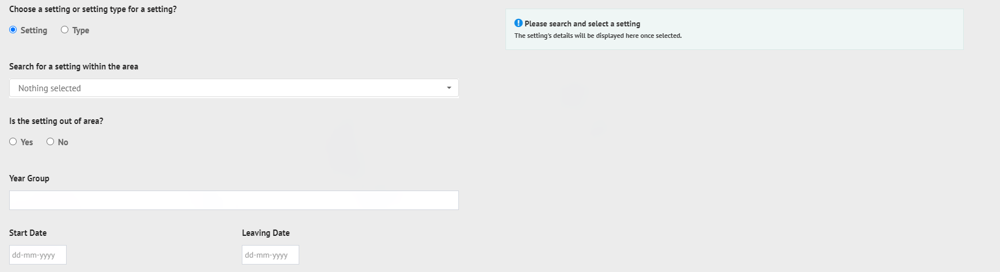 Choose a setting or setting type for a setting?
Setting Type
Please search and select a setting
The setting's details will be displayed here once selected.
Search for a setting within the area
Nothing selected
Is the setting out of area?
Yes No
Year Group
Start Date Leaving Date
dd-mm-yyyy dd-mm-yyyy